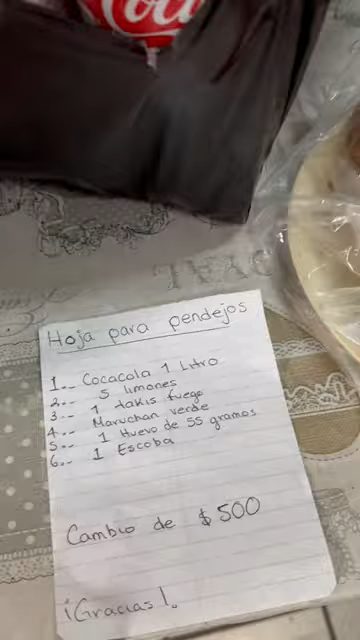 Coca
Hoja para pendejos
1.- Cocacola 1 Litro
2.- 5 limones
3.- 1 takis fuego
4.- Maruchan verde
5.- 1 Huevo de 55 gramos
6.- 1 Escoba
Cambio de $500
¡Gracias!.